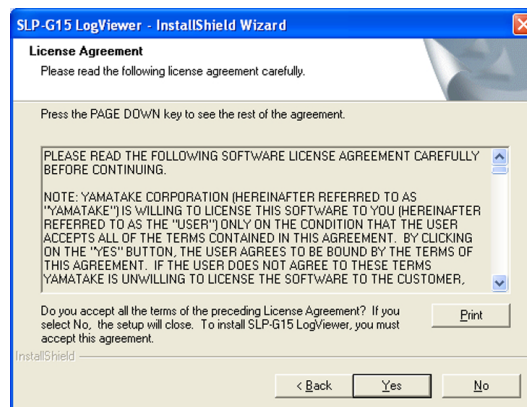 SLP-G15 LogViewer - InstallShield Wizard
License Agreement
Please read the following license agreement carefully.
Press the PAGE DOWN key to see the rest of the agreement.
PLEASE READ THE FOLLOWING SOFTWARE LICENSE AGREEMENT CAREFULLY
BEFORE CONTINUING.
NOTE: YAMATAKE CORPORATION (HEREINAFTER REFERRED TO AS
"YAMATAKE") IS WILLING TO LICENSE THIS SOFTWARE TO YOU (HEREINAFTER
REFERRED TO AS THE "USER") ONLY ON THE CONDITION THAT THE USER
ACCEPTS ALL OF THE TERMS CONTAINED IN THIS AGREEMENT. BY CLICKING
ON THE "YES" BUTTON, THE USER AGREES TO BE BOUND BY THE TERMS OF
THIS AGREEMENT. IF THE USER DOES NOT AGREE TO THESE TERMS
YAMATAKE IS UNWILLING TO LICENSE THE SOFTWARE TO THE CUSTOMER,
Do you accept all the terms of the preceding License Agreement? If you
select No, the setup will close. To install SLP-G15 LogViewer, you must
accept this agreement.
Print
InstallShield
< Back
Yes
No